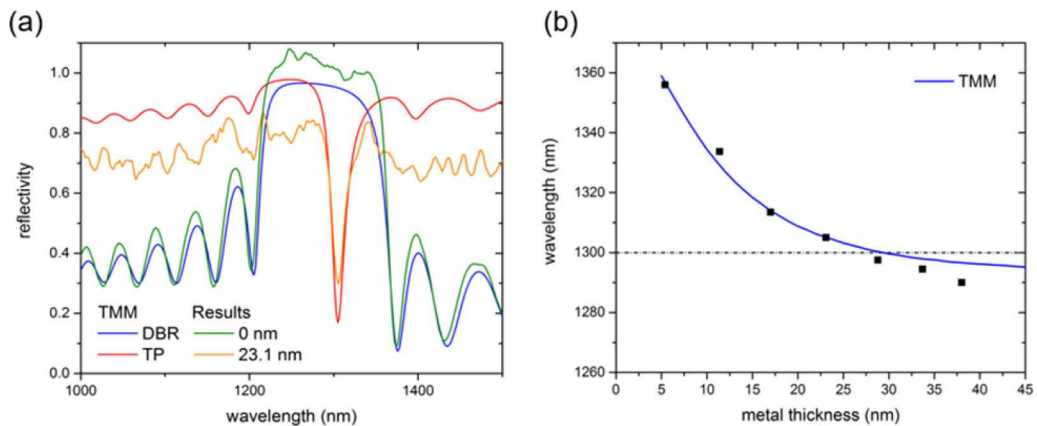 (a)
reflectivity
1.0
0.8
0.6
0.4
0.2
0.0
TMM Results
DBR 0 nm
TP 23.1 nm
1000 1200 1400
wavelength (nm)
(b)
wavelength (nm)
1360
1340
1320
1300
1280
1260
TMM
0 5 10 15 20 25 30 35 40 45
metal thickness (nm)